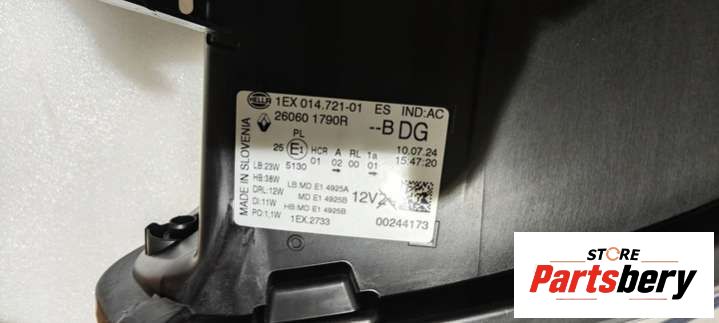 HELLA 1EX 014.721-01 ES IND:AC
26060 1790R --B DG
PL
25 E1 HCR A RL 1a 10.07.24
5130 01 02 00 01 15:47:20
MADE IN SLOVENIA
LB:23W
HB:38W
DRL:12W
DI:11W
PO:1,1W
LB:MD E1 4925A
MD E1 4925B 12V
HB:MD E1 4925B
1EX.2733 00244173
STORE
Partsbery